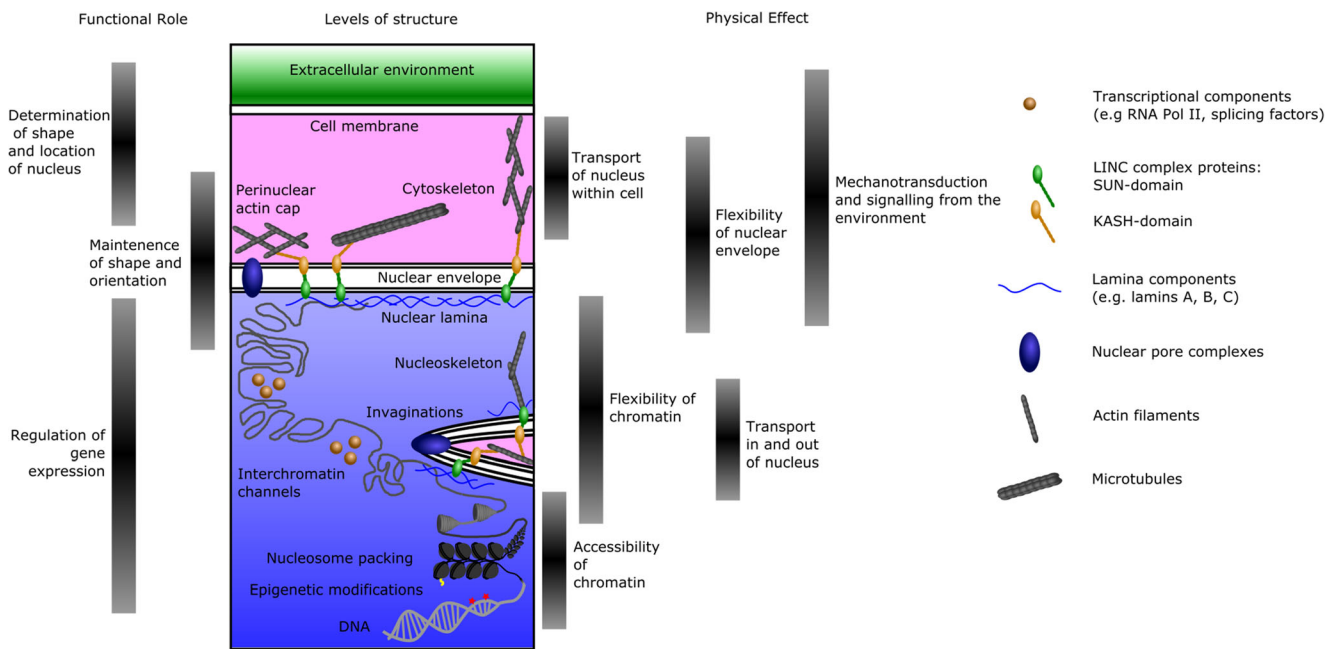 Functional Role
Levels of structure
Physical Effect
Determination
of shape
and location
of nucleus
Maintenence
of shape and
orientation
Regulation of
gene
expression
Extracellular environment
Cell membrane
Perinuclear
actin cap
Cytoskeleton
Nuclear envelope
Nuclear lamina
Nucleoskeleton
Invaginations
Interchromatin
channels
Nucleosome packing
Epigenetic modifications
DNA
Transport
of nucleus
within cell
Flexibility of
chromatin
Accessibility
of
chromatin
Flexibility
of nuclear
envelope
Transport
in and out
of nucleus
Mechanotransduction
and signalling from the
environment
Transcriptional components
(e.g RNA Pol II, splicing factors)
LINC complex proteins:
SUN-domain
KASH-domain
Lamina components
(e.g. lamins A, B, C)
Nuclear pore complexes
Actin filaments
Microtubules